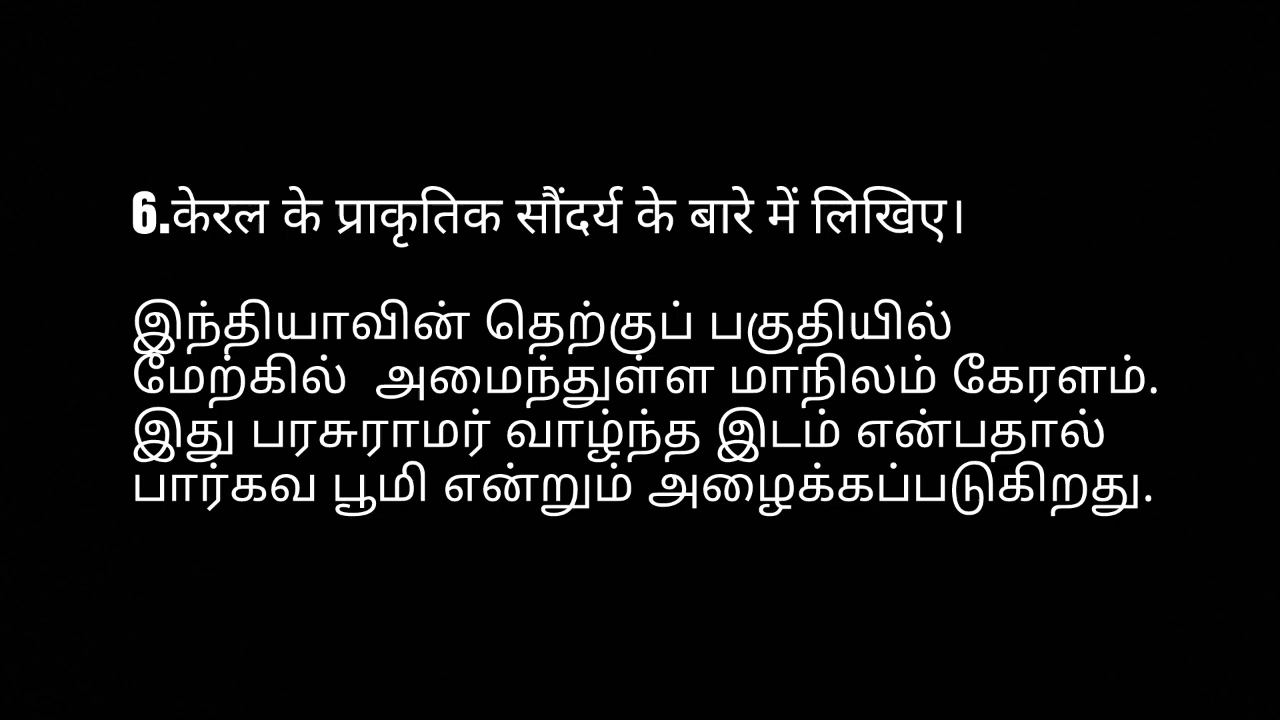 6.केरल के प्राकृतिक सौंदर्य के बारे में लिखिए।
இந்தியாவின் தெற்குப் பகுதியில்
மேற்கில் அமைந்துள்ள மாநிலம் கேரளம்.
இது பரசுராமர் வாழ்ந்த இடம் என்பதால்
பார்கவ பூமி என்றும் அழைக்கப்படுகிறது.